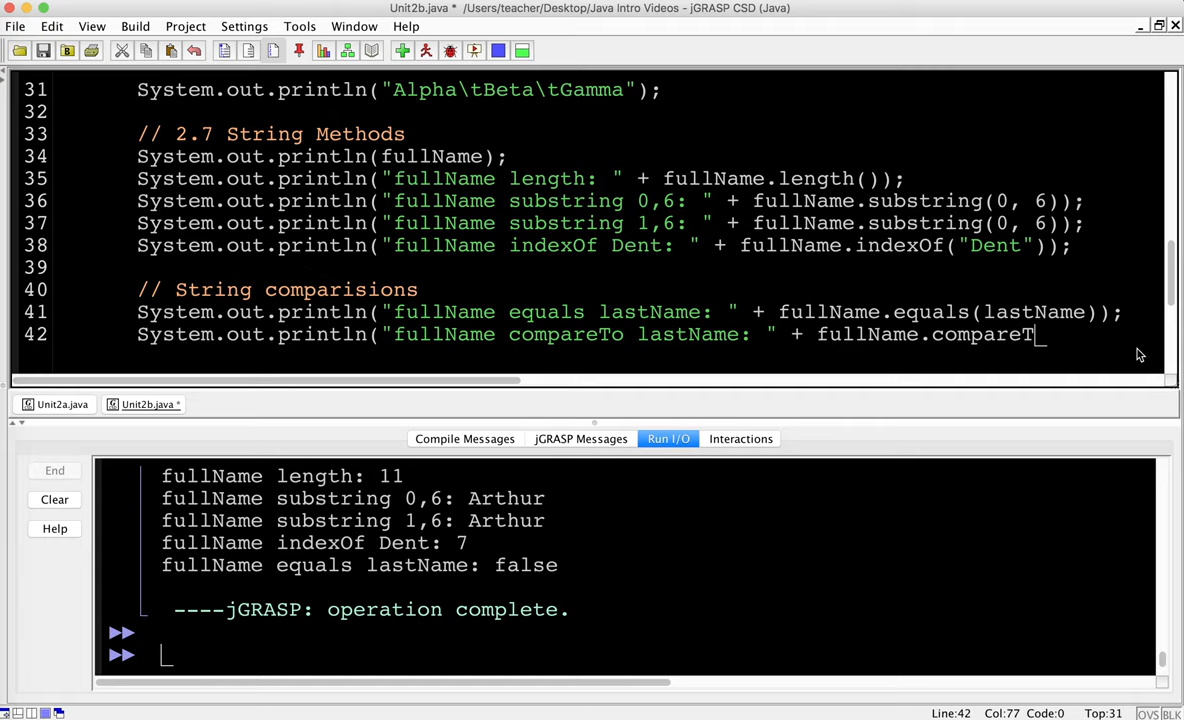 Unit2b.java * /Users/teacher/Desktop/Java Intro Videos - jGRASP CSD (Java)
File Edit View Build Project Settings Tools Window Help
31 System.out.println("Alpha\tBeta\tGamma");
32
33 // 2.7 String Methods
34 System.out.println(fullName);
35 System.out.println("fullName length: " + fullName.length());
36 System.out.println("fullName substring 0,6: " + fullName.substring(0, 6));
37 System.out.println("fullName substring 1,6: " + fullName.substring(0, 6));
38 System.out.println("fullName indexOf Dent: " + fullName.indexOf("Dent"));
39
40 // String comparisions
41 System.out.println("fullName equals lastName: " + fullName.equals(lastName));
42 System.out.println("fullName compareTo lastName: " + fullName.compareT_
Unit2a.java Unit2b.java *
Compile Messages jGRASP Messages Run I/O Interactions
End
Clear
Help
fullName length: 11
fullName substring 0,6: Arthur
fullName substring 1,6: Arthur
fullName indexOf Dent: 7
fullName equals lastName: false
----jGRASP: operation complete.
Line:42 Col:77 Code:0 Top:31 OVS BLK